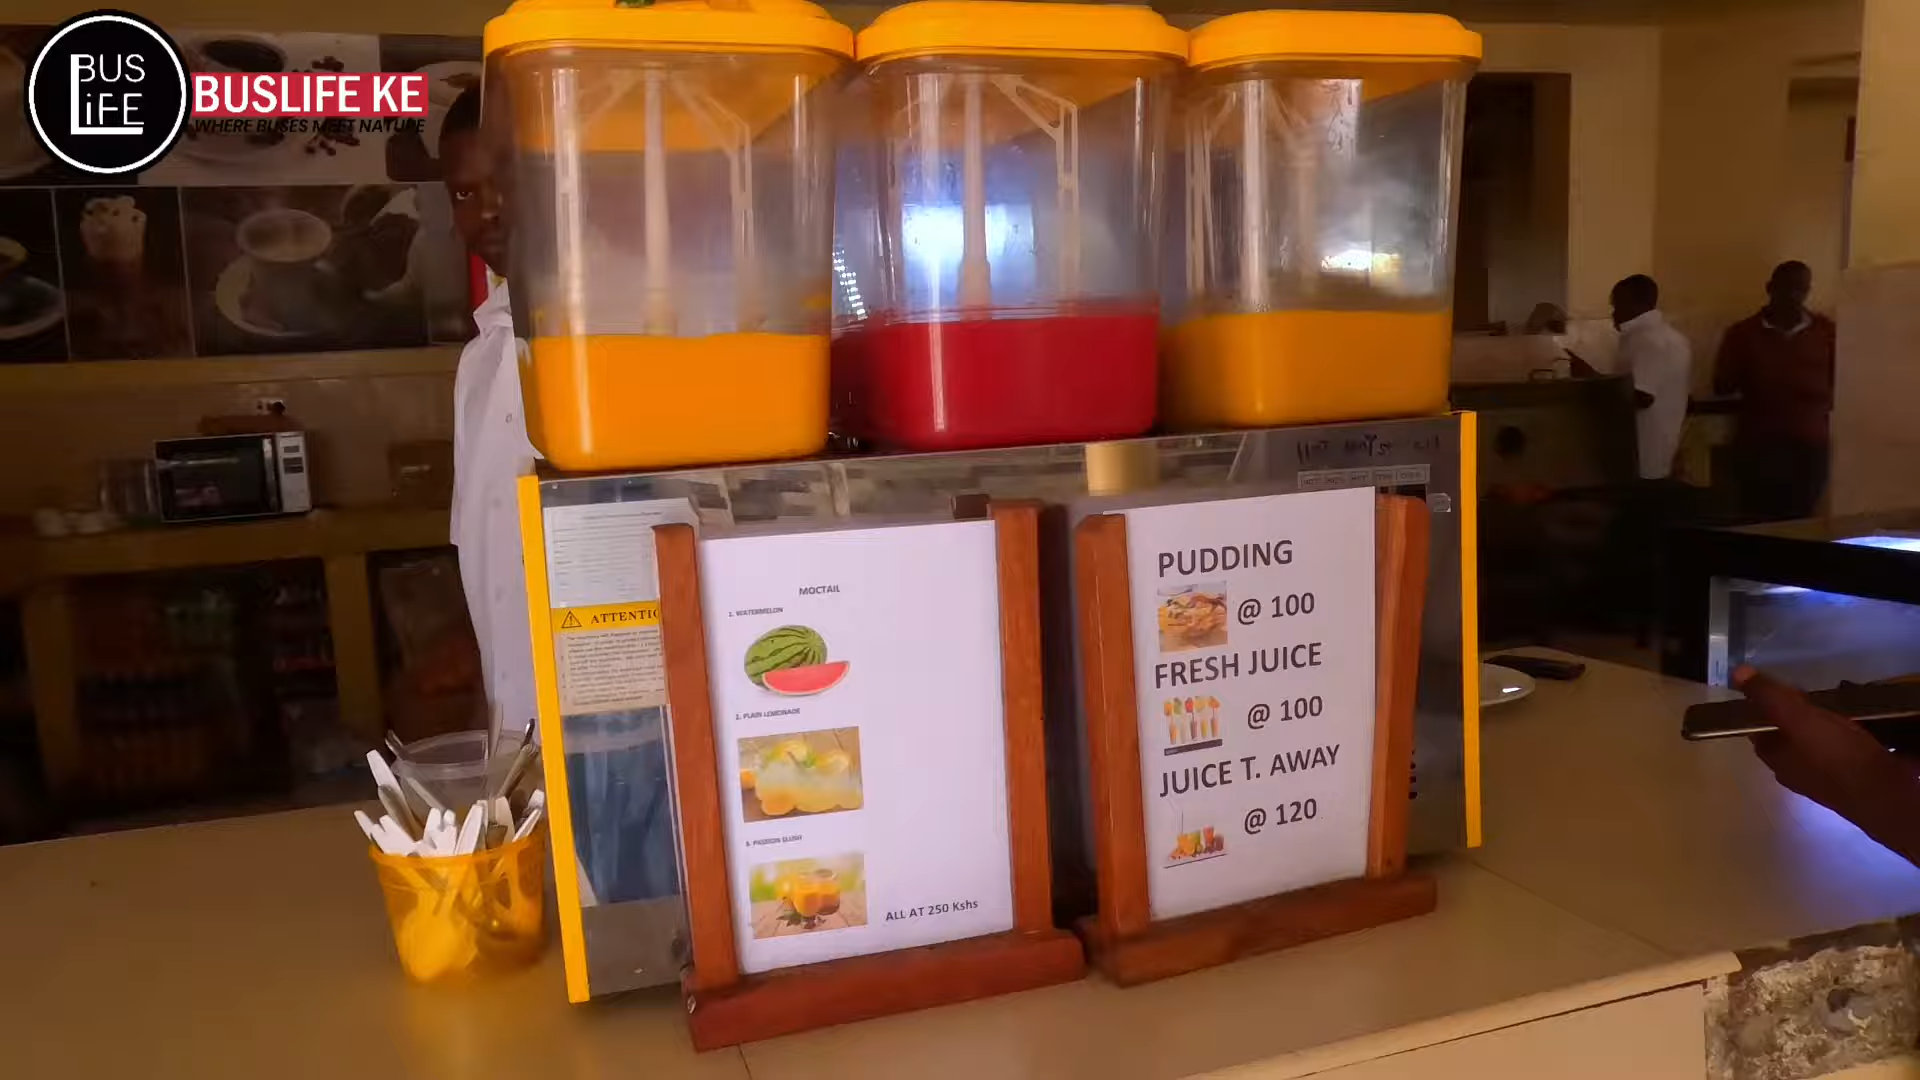 BUS
LiFE
BUSLIFE KE
WHERE BUSES MEET NATURE
ATTENTIO
MOCTAIL
1. WATERMELON
2. PLAIN LEMONADE
3. PASSION SLUSH
ALL AT 250 Kshs
PUDDING
@ 100
FRESH JUICE
@ 100
JUICE T. AWAY
@ 120